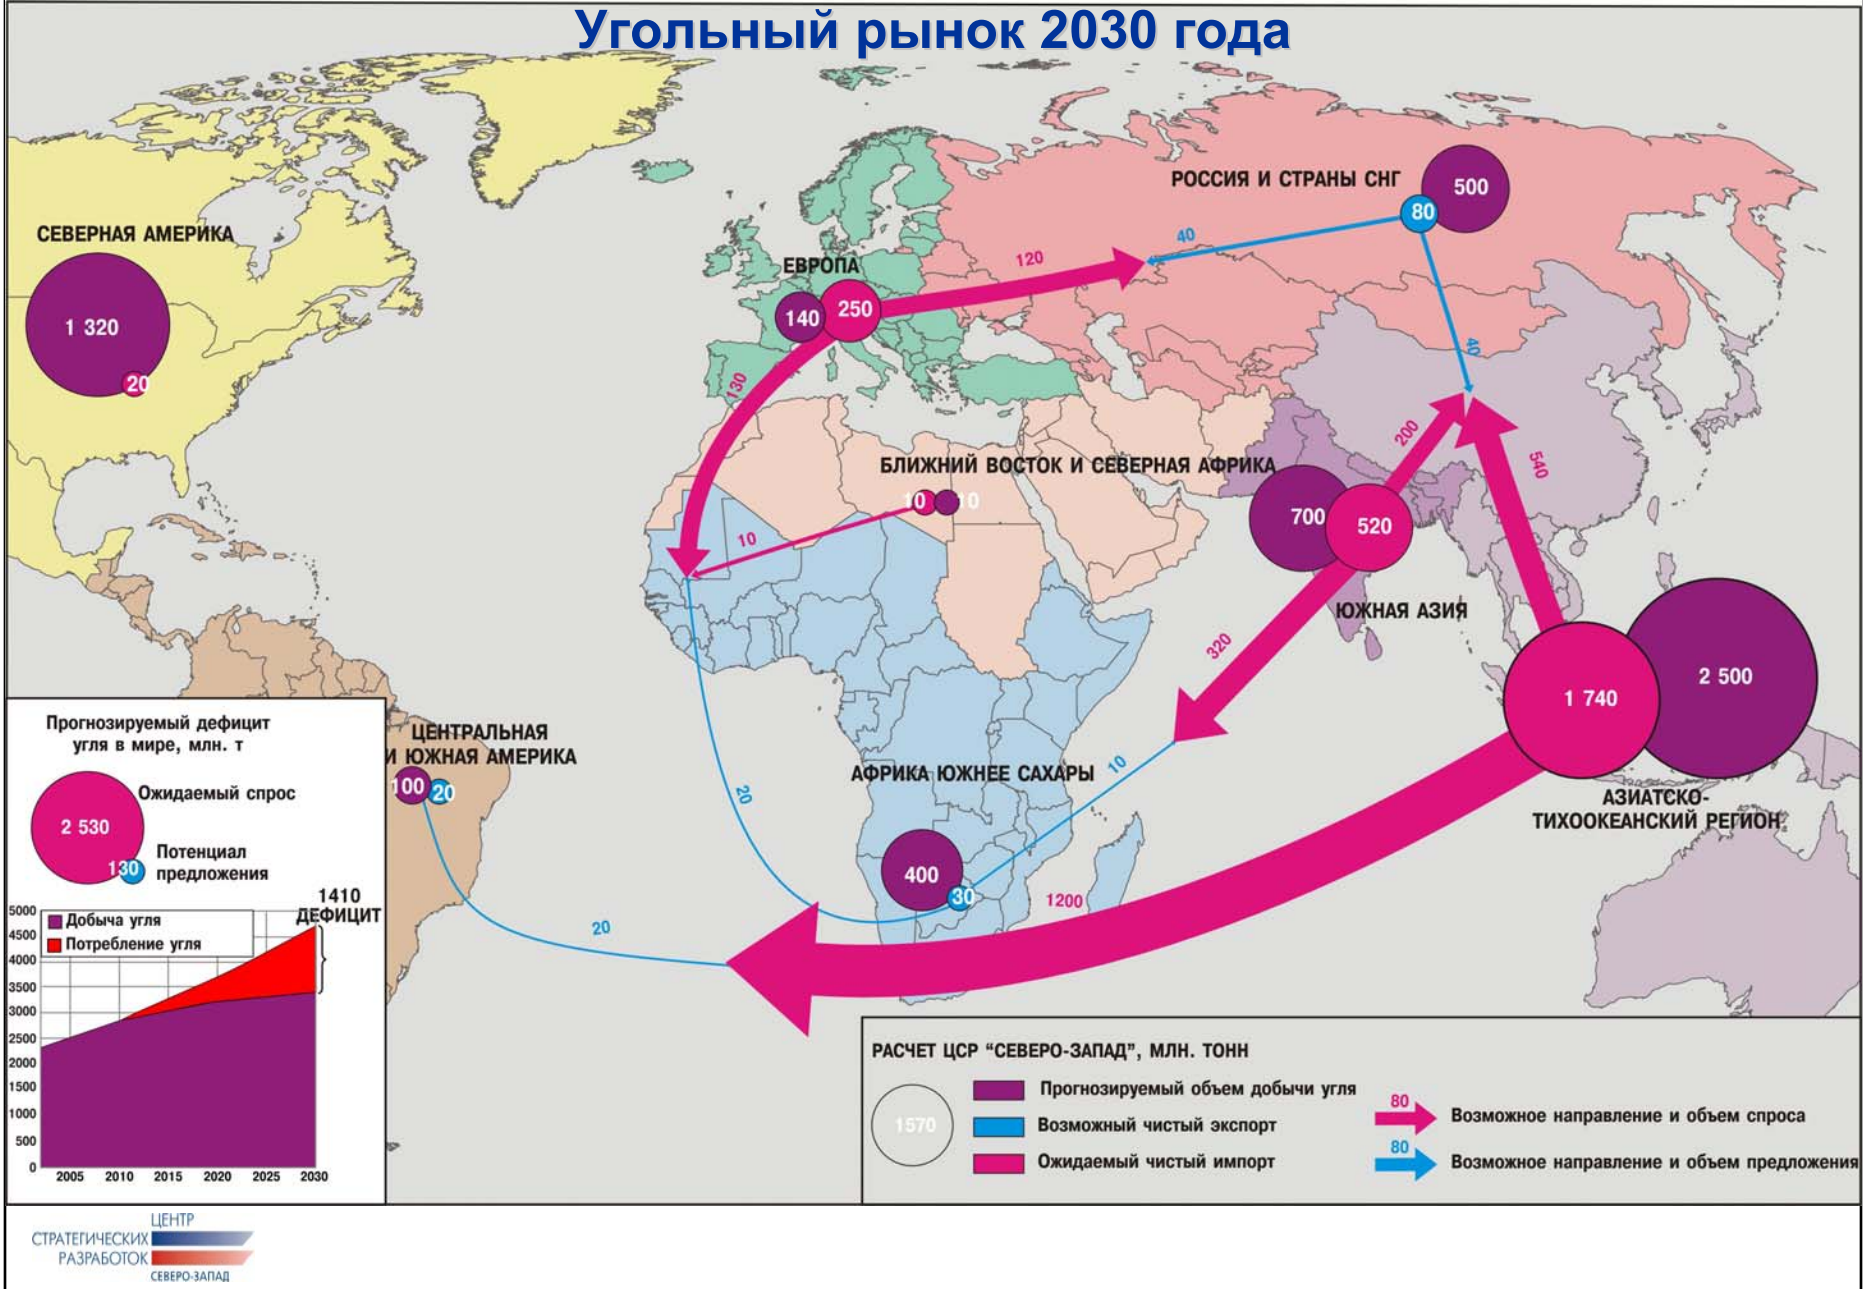 Угольный рынок 2030 года
СЕВЕРНАЯ АМЕРИКА
1 320
20
ЕВРОПА
140
250
120
130
РОССИЯ И СТРАНЫ СНГ
500
80
40
40
БЛИЖНИЙ ВОСТОК И СЕВЕРНАЯ АФРИКА
10
10
10
700
520
ЮЖНАЯ АЗИЯ
200
540
320
1 740
2 500
АЗИАТСКО-
ТИХООКЕАНСКИЙ РЕГИОН
ЦЕНТРАЛЬНАЯ
И ЮЖНАЯ АМЕРИКА
100
20
20
АФРИКА ЮЖНЕЕ САХАРЫ
400
30
20
10
1200
Прогнозируемый дефицит
угля в мире, млн. т
Ожидаемый спрос
2 530
130
Потенциал
предложения
1410
ДЕФИЦИТ
Добыча угля
Потребление угля
5000
4500
4000
3500
3000
2500
2000
1500
1000
500
0
2005 2010 2015 2020 2025 2030
РАСЧЕТ ЦСР “СЕВЕРО-ЗАПАД”, МЛН. ТОНН
1570
Прогнозируемый объем добычи угля
Возможный чистый экспорт
Ожидаемый чистый импорт
80
Возможное направление и объем спроса
80
Возможное направление и объем предложения
ЦЕНТР
СТРАТЕГИЧЕСКИХ
РАЗРАБОТОК
СЕВЕРО-ЗАПАД